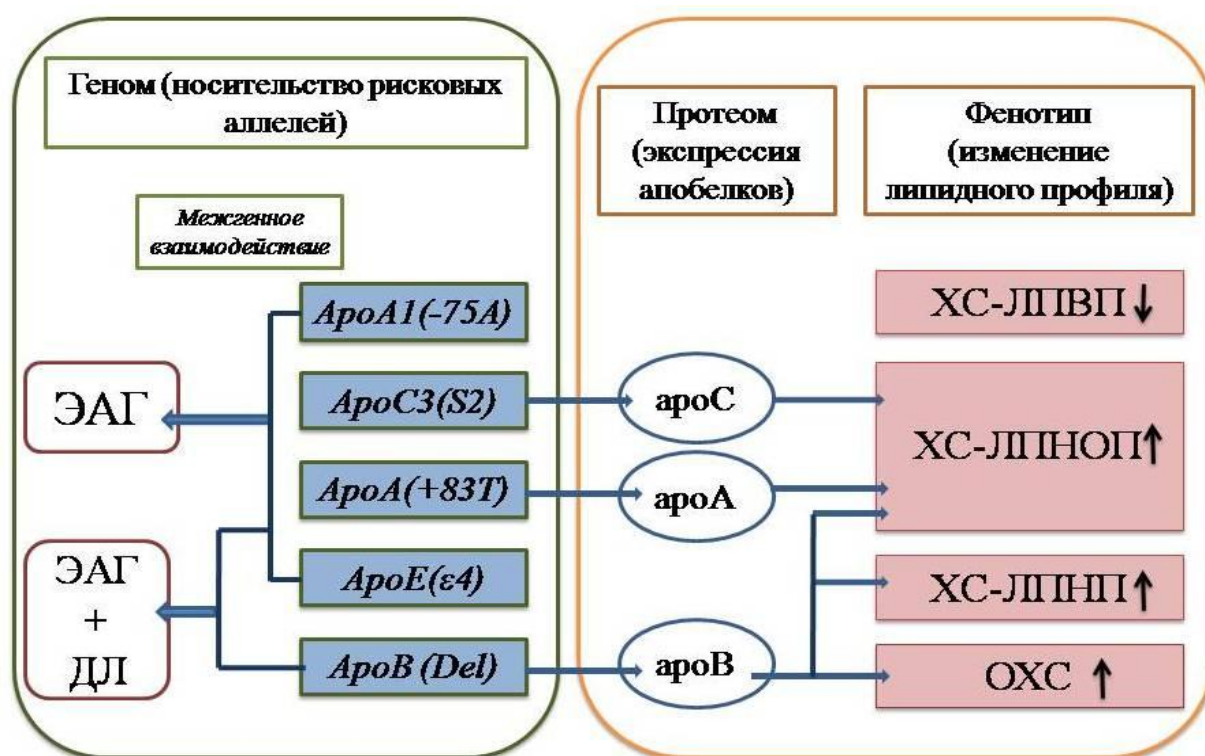 Геном (носительство рисковых
аллелей)
Протеом
(экспрессия
апобелков)
Фенотип
(изменение
липидного профиля)
Межгенное
взаимодействие
ApoA1(-75A)
ApoC3(S2)
ApoA(+83T)
ApoE(ε4)
ApoB (Del)
ЭАГ
ЭАГ
+
ДЛ
apoC
apoA
apoB
ХС-ЛПВП↓
ХС-ЛПНОП↑
ХС-ЛПНП↑
ОХС ↑